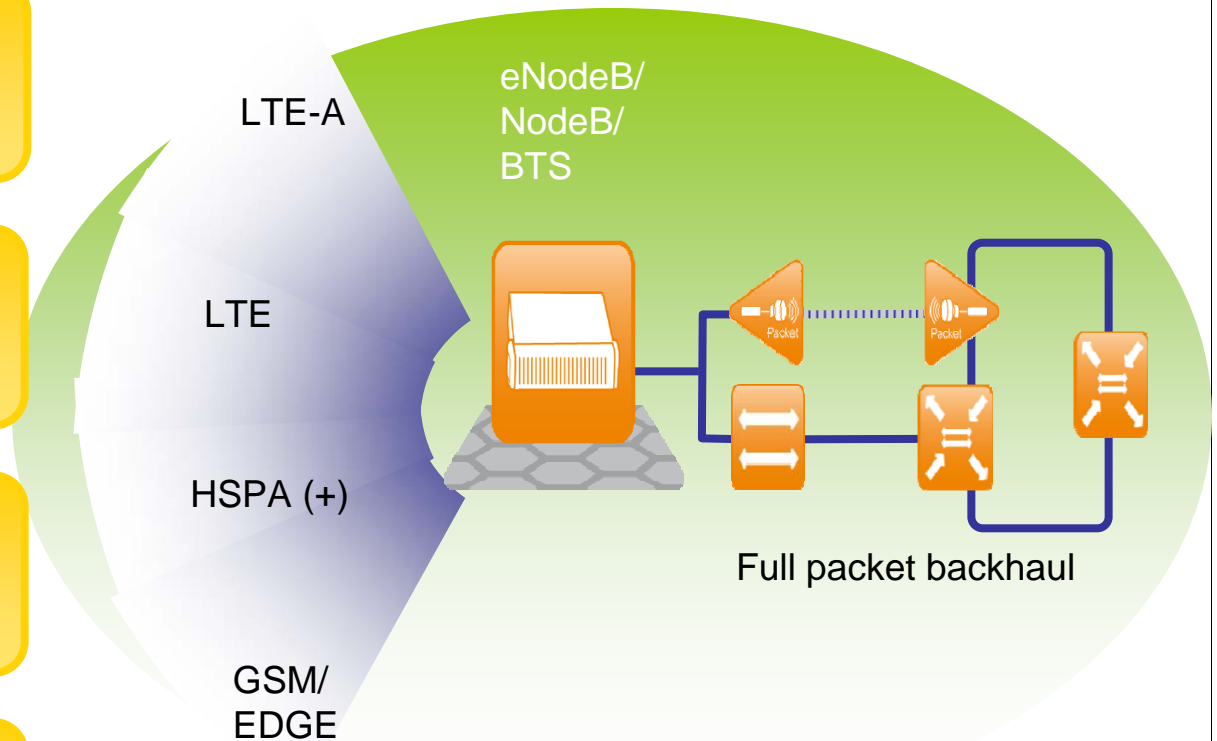 LTE-A
eNodeB/
NodeB/
BTS
LTE
Packet
Packet
HSPA (+)
Full packet backhaul
GSM/
EDGE